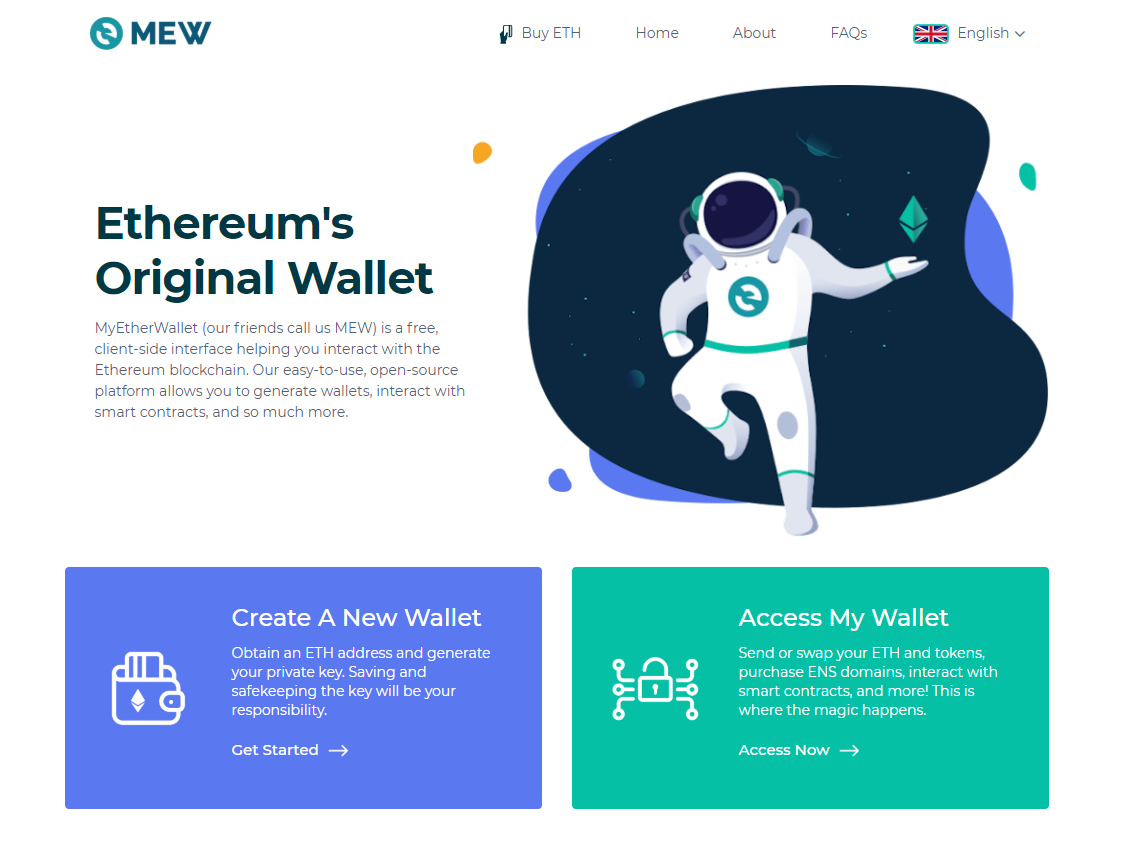 MEW
Buy ETH
Home
About
FAQs
English
Ethereum's
Original Wallet
MyEtherWallet (our friends call us MEW) is a free,
client-side interface helping you interact with the
Ethereum blockchain. Our easy-to-use, open-source
platform allows you to generate wallets, interact with
smart contracts, and so much more.
Create A New Wallet
Obtain an ETH address and generate
your private key. Saving and
safekeeping the key will be your
responsibility.
Get Started
Access My Wallet
Send or swap your ETH and tokens,
purchase ENS domains, interact with
smart contracts, and more! This is
where the magic happens.
Access Now